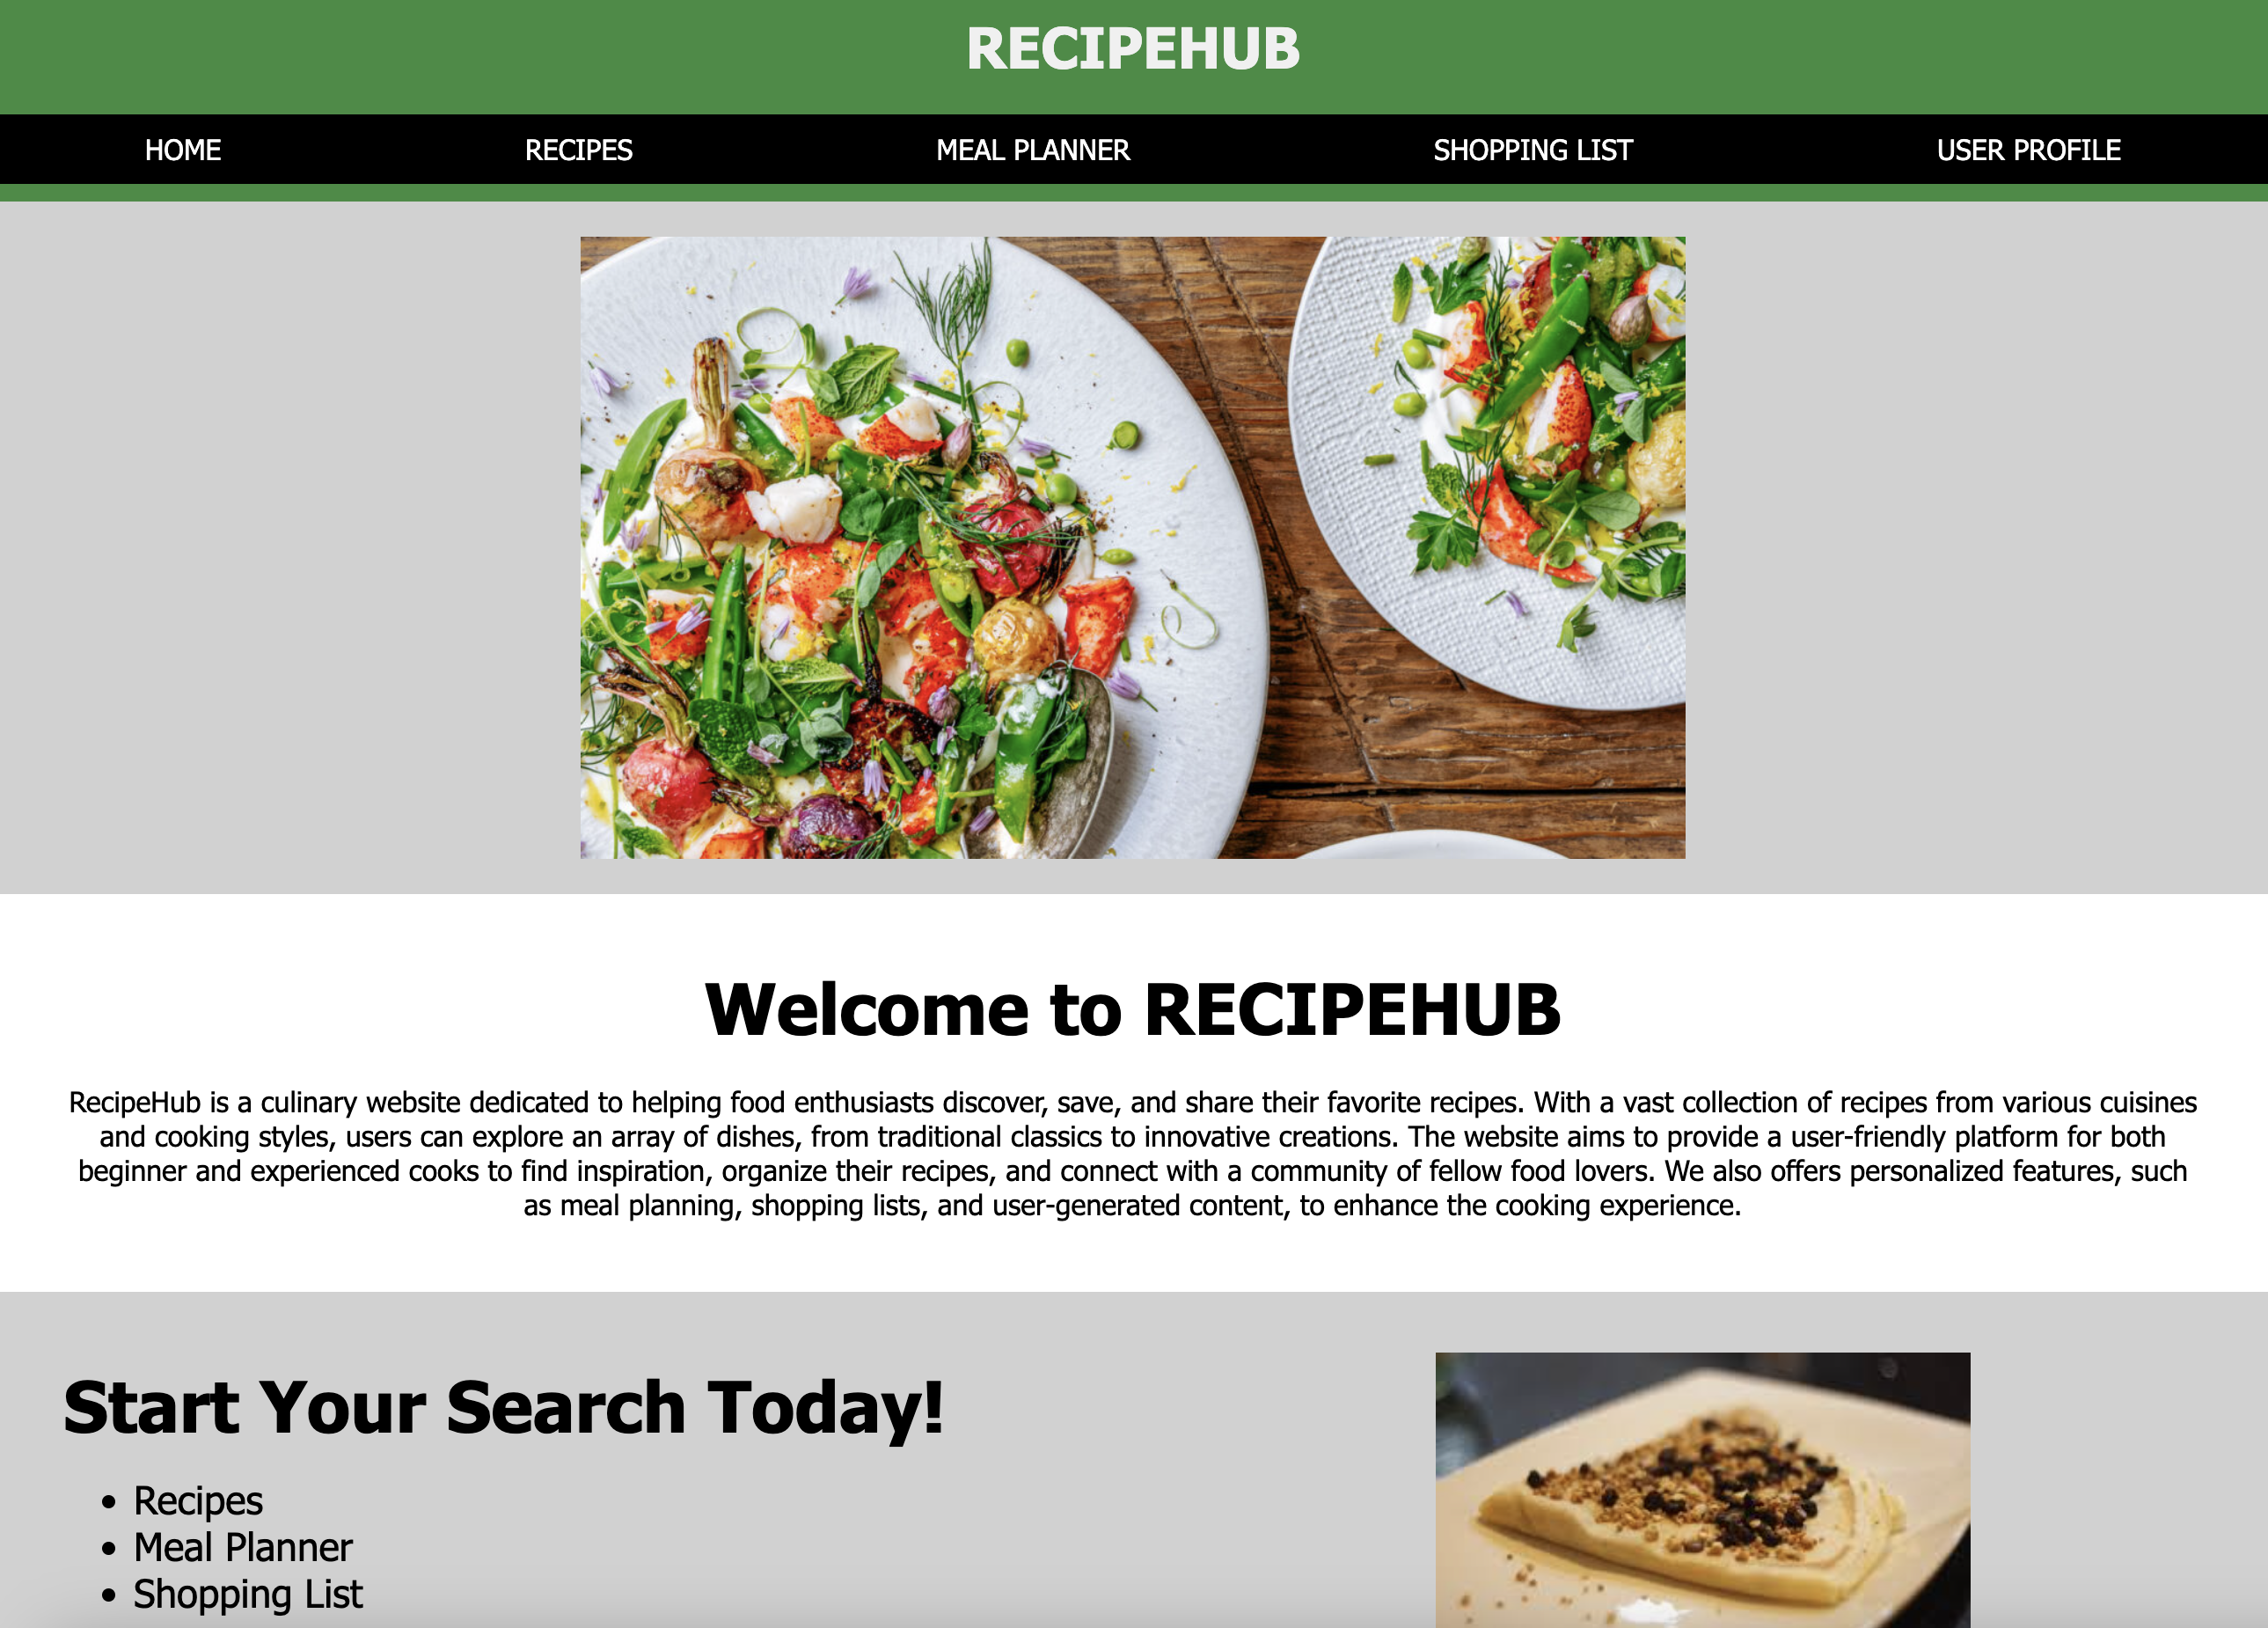 RECIPEHUB
HOME RECIPES MEAL PLANNER SHOPPING LIST USER PROFILE
Welcome to RECIPEHUB
RecipeHub is a culinary website dedicated to helping food enthusiasts discover, save, and share their favorite recipes. With a vast collection of recipes from various cuisines
and cooking styles, users can explore an array of dishes, from traditional classics to innovative creations. The website aims to provide a user-friendly platform for both
beginner and experienced cooks to find inspiration, organize their recipes, and connect with a community of fellow food lovers. We also offers personalized features, such
as meal planning, shopping lists, and user-generated content, to enhance the cooking experience.
Start Your Search Today!
• Recipes
• Meal Planner
• Shopping List